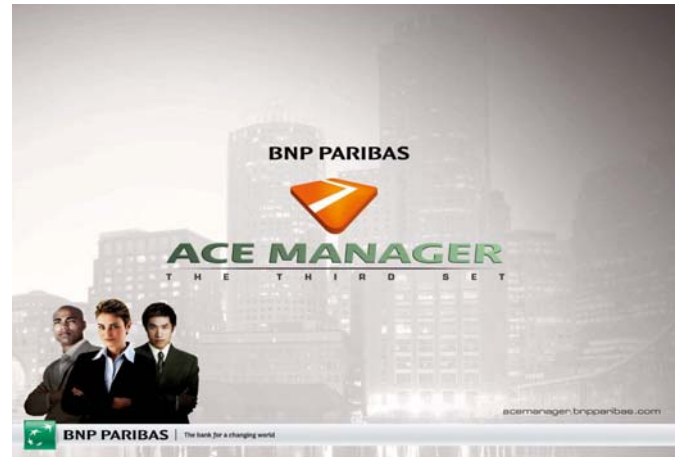 BNP PARIBAS
ACE MANAGER
THE THIRD SET
acemanager.bnpparibas.com
BNP PARIBAS | The bank for a changing world